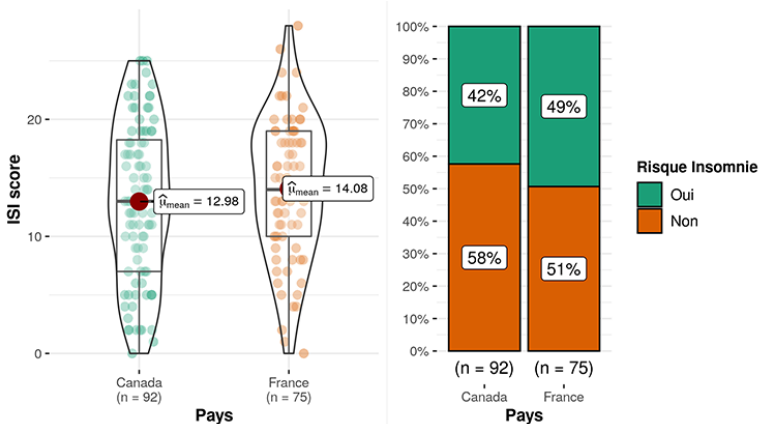 ISI score
20
10
0
μ̂mean = 12.98
μ̂mean = 14.08
Canada
(n = 92)
France
(n = 75)
Pays
100%
90%
80%
70%
60%
50%
40%
30%
20%
10%
0%
42%
49%
58%
51%
(n = 92)
(n = 75)
Canada
France
Pays
Risque Insomnie
Oui
Non